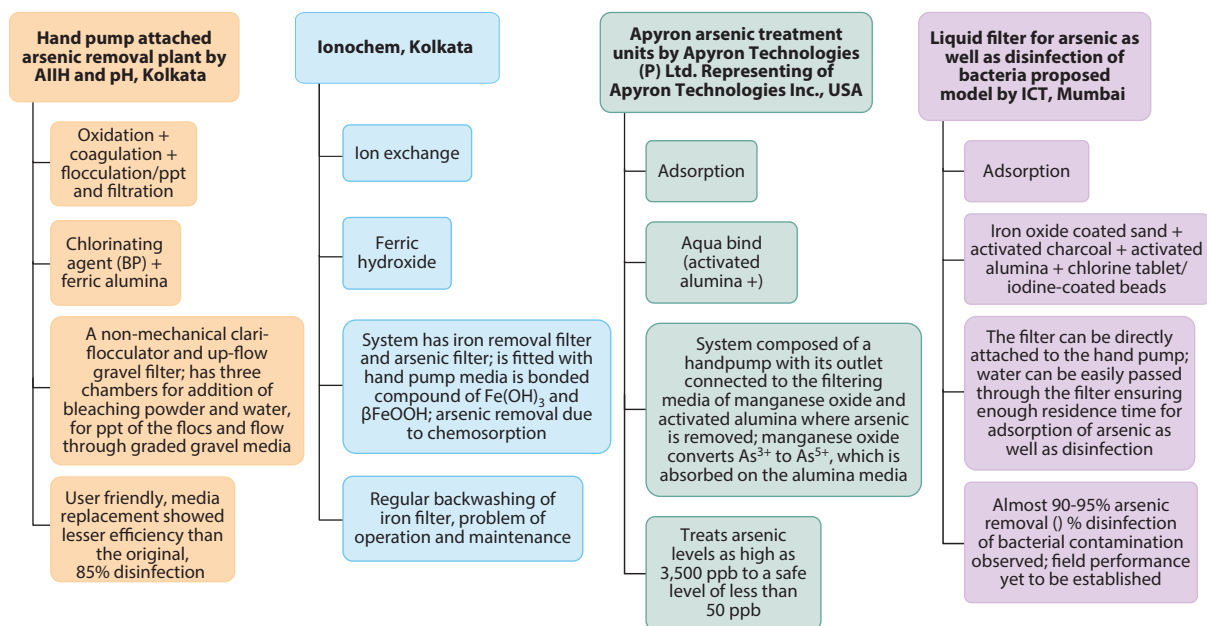 Hand pump attached
arsenic removal plant by
AIIH and pH, Kolkata
Oxidation +
coagulation +
flocculation/ppt
and filtration
Chlorinating
agent (BP) +
ferric alumina
A non-mechanical clari-
flocculator and up-flow
gravel filter; has three
chambers for addition of
bleaching powder and water,
for ppt of the flocs and flow
through graded gravel media
User friendly, media
replacement showed
lesser efficiency than
the original,
85% disinfection
Ionochem, Kolkata
Ion exchange
Ferric
hydroxide
System has iron removal filter
and arsenic filter; is fitted with
hand pump media is bonded
compound of Fe(OH)₃ and
βFeOOH; arsenic removal due
to chemosorption
Regular backwashing of
iron filter, problem of
operation and maintenance
Apyron arsenic treatment
units by Apyron Technologies
(P) Ltd. Representing of
Apyron Technologies Inc., USA
Adsorption
Aqua bind
(activated
alumina +)
System composed of a
handpump with its outlet
connected to the filtering
media of manganese oxide and
activated alumina where arsenic
is removed; manganese oxide
converts As³⁺ to As⁵⁺, which is
absorbed on the alumina media
Treats arsenic
levels as high as
3,500 ppb to a safe
level of less than
50 ppb
Liquid filter for arsenic as
well as disinfection of
bacteria proposed
model by ICT, Mumbai
Adsorption
Iron oxide coated sand +
activated charcoal + activated
alumina + chlorine tablet/
iodine-coated beads
The filter can be directly
attached to the hand pump;
water can be easily passed
through the filter ensuring
enough residence time for
adsorption of arsenic as
well as disinfection
Almost 90-95% arsenic
removal () % disinfection
of bacterial contamination
observed; field performance
yet to be established